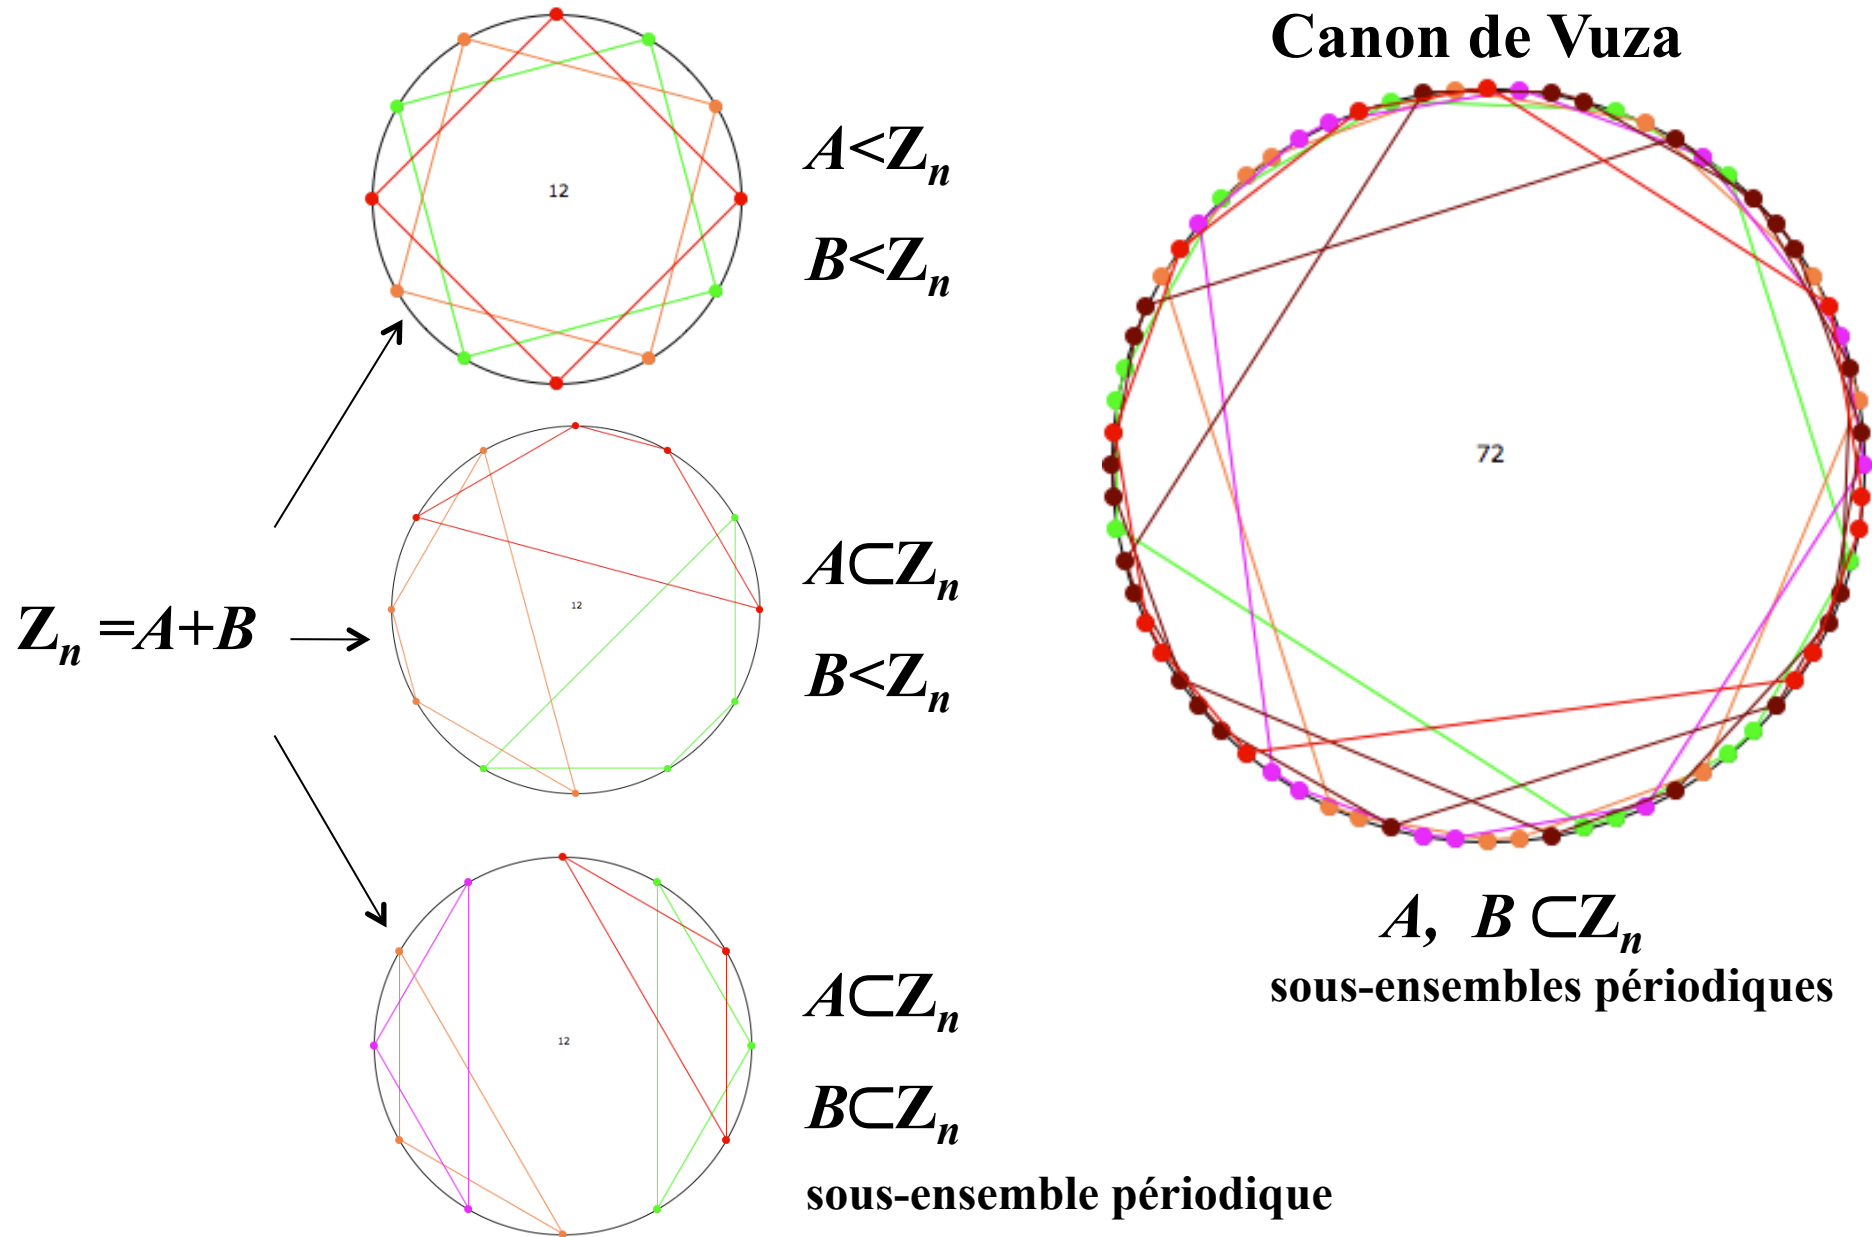 Canon de Vuza
12
A<Zn
B<Zn
72
12
A⊂Zn
Zn =A+B
B<Zn
A, B ⊂Zn
sous-ensembles périodiques
12
A⊂Zn
B⊂Zn
sous-ensemble périodique